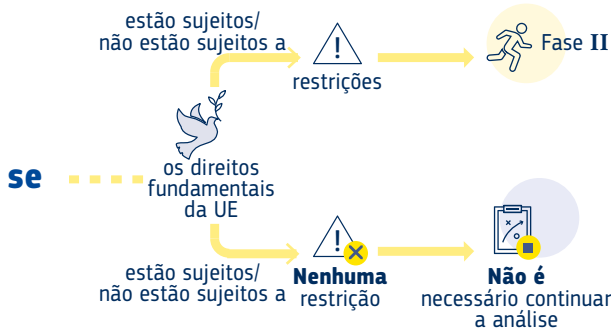 estão sujeitos/
não estão sujeitos a
restrições
Fase II
se
os direitos
fundamentais
da UE
estão sujeitos/
não estão sujeitos a
Nenhuma
restrição
Não é
necessário continuar
a análise